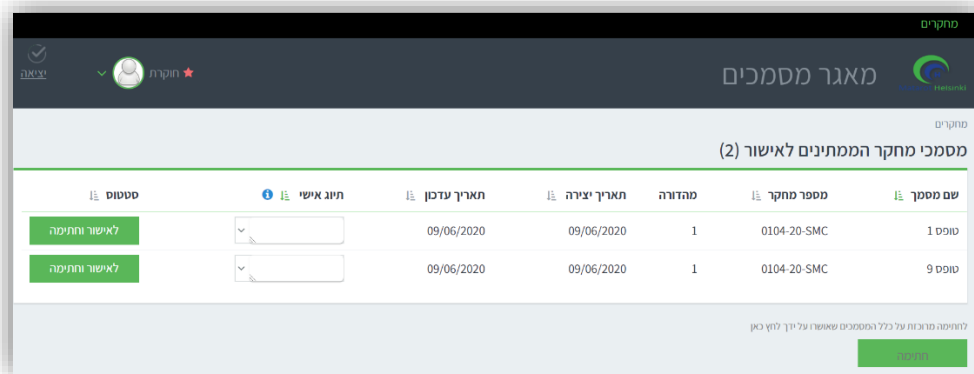 מחקרים
Helsinki
מאגר מסמכים
חוקרת
יציאה
מחקרים
מסמכי מחקר הממתינים לאישור (2)
שם מסמך מספר מחקר מהדורה תאריך יצירה תאריך עדכון תיוג אישי סטטוס
טופס 1 0104-20-SMC 1 09/06/2020 09/06/2020 לאישור וחתימה
טופס 9 0104-20-SMC 1 09/06/2020 09/06/2020 לאישור וחתימה
לחתימה מרוכזת על כלל המסמכים שאושרו על ידך לחץ כאן
חתימה